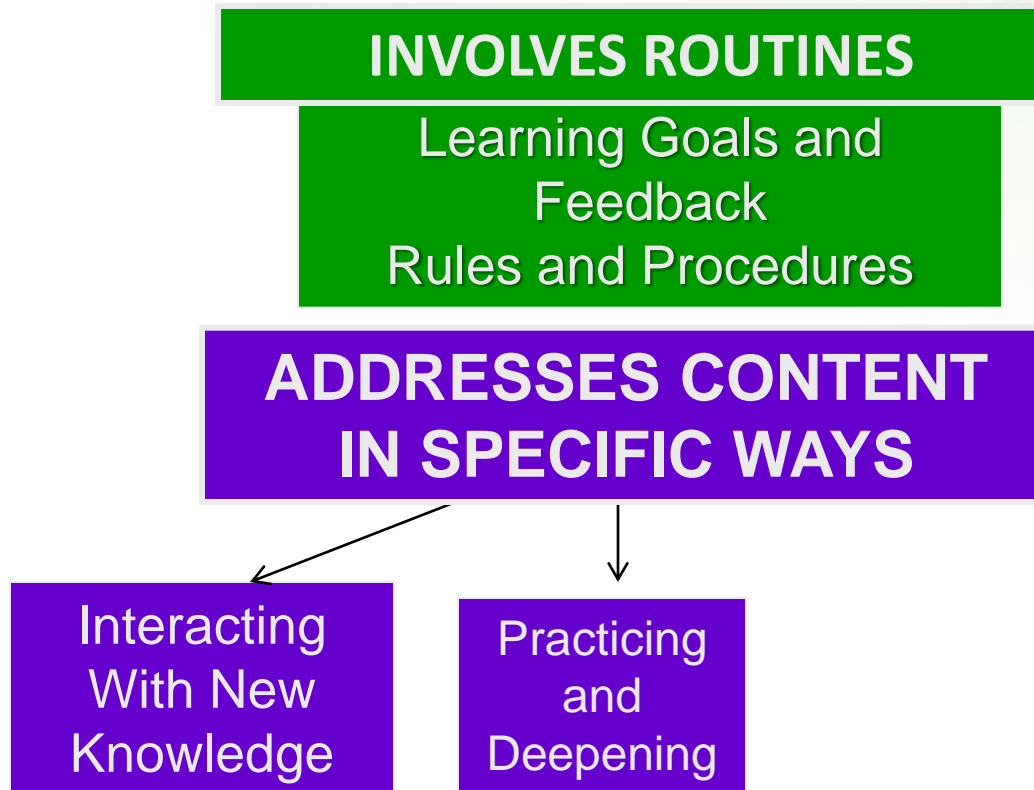 INVOLVES ROUTINES
Learning Goals and
Feedback
Rules and Procedures
ADDRESSES CONTENT
IN SPECIFIC WAYS
Interacting
With New
Knowledge
Practicing
and
Deepening